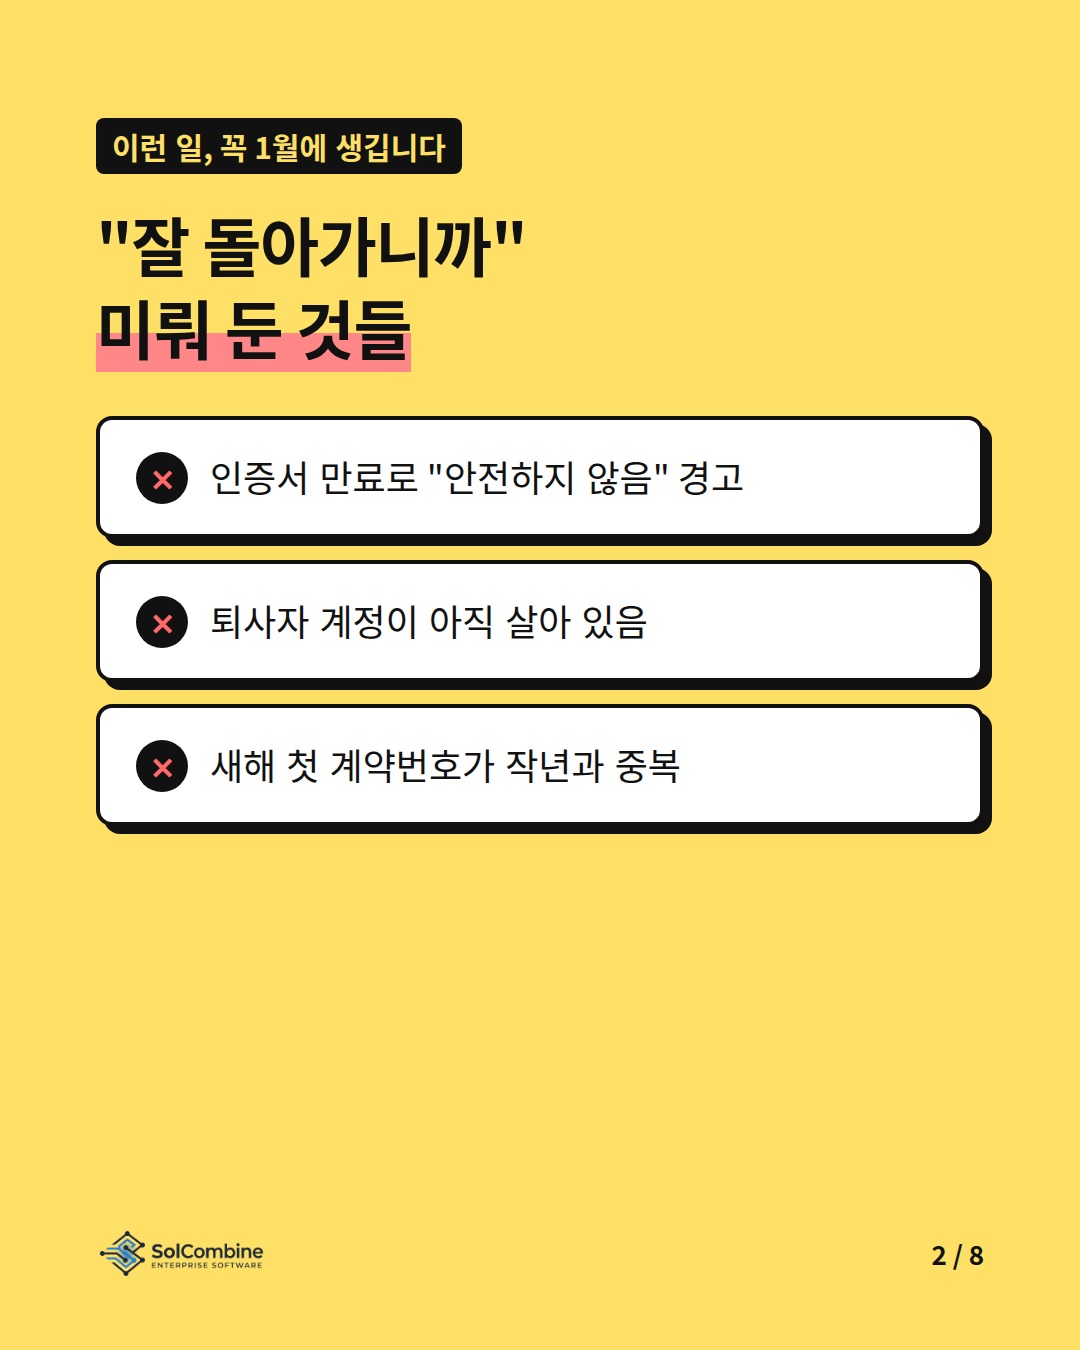 이런 일, 꼭 1월에 생깁니다
"잘 돌아가니까"
미뤄 둔 것들
✕ 인증서 만료로 "안전하지 않음" 경고
✕ 퇴사자 계정이 아직 살아 있음
✕ 새해 첫 계약번호가 작년과 중복
SolCombine
ENTERPRISE SOFTWARE
2 / 8